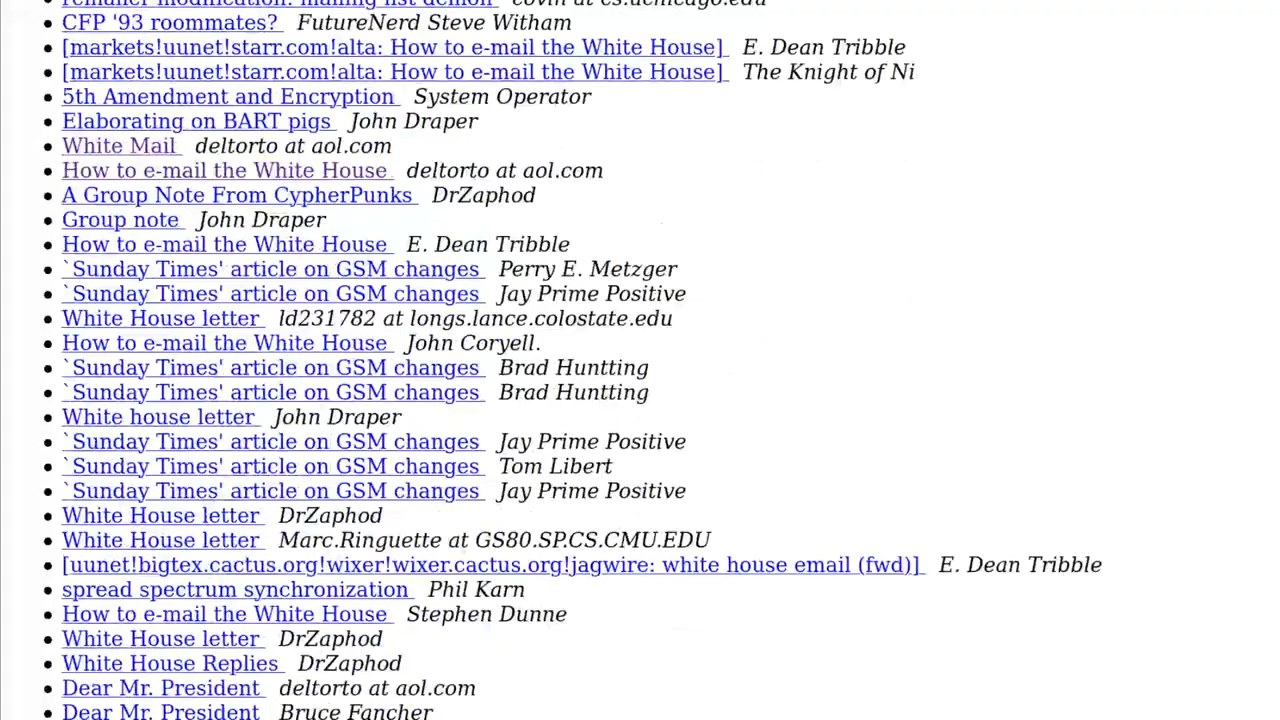 remailer modification: mailing list demon covin at cs.uchicago.edu
CFP '93 roommates? FutureNerd Steve Witham
[markets!uunet!starr.com!alta: How to e-mail the White House] E. Dean Tribble
[markets!uunet!starr.com!alta: How to e-mail the White House] The Knight of Ni
5th Amendment and Encryption System Operator
Elaborating on BART pigs John Draper
White Mail deltorto at aol.com
How to e-mail the White House deltorto at aol.com
A Group Note From CypherPunks DrZaphod
Group note John Draper
How to e-mail the White House E. Dean Tribble
`Sunday Times' article on GSM changes Perry E. Metzger
`Sunday Times' article on GSM changes Jay Prime Positive
White House letter ld231782 at longs.lance.colostate.edu
How to e-mail the White House John Coryell.
`Sunday Times' article on GSM changes Brad Huntting
`Sunday Times' article on GSM changes Brad Huntting
White house letter John Draper
`Sunday Times' article on GSM changes Jay Prime Positive
`Sunday Times' article on GSM changes Tom Libert
`Sunday Times' article on GSM changes Jay Prime Positive
White House letter DrZaphod
White House letter Marc.Ringuette at GS80.SP.CS.CMU.EDU
[uunet!bigtex.cactus.org!wixer!wixer.cactus.org!jagwire: white house email (fwd)] E. Dean Tribble
spread spectrum synchronization Phil Karn
How to e-mail the White House Stephen Dunne
White House letter DrZaphod
White House Replies DrZaphod
Dear Mr. President deltorto at aol.com
Dear Mr. President Bruce Fancher